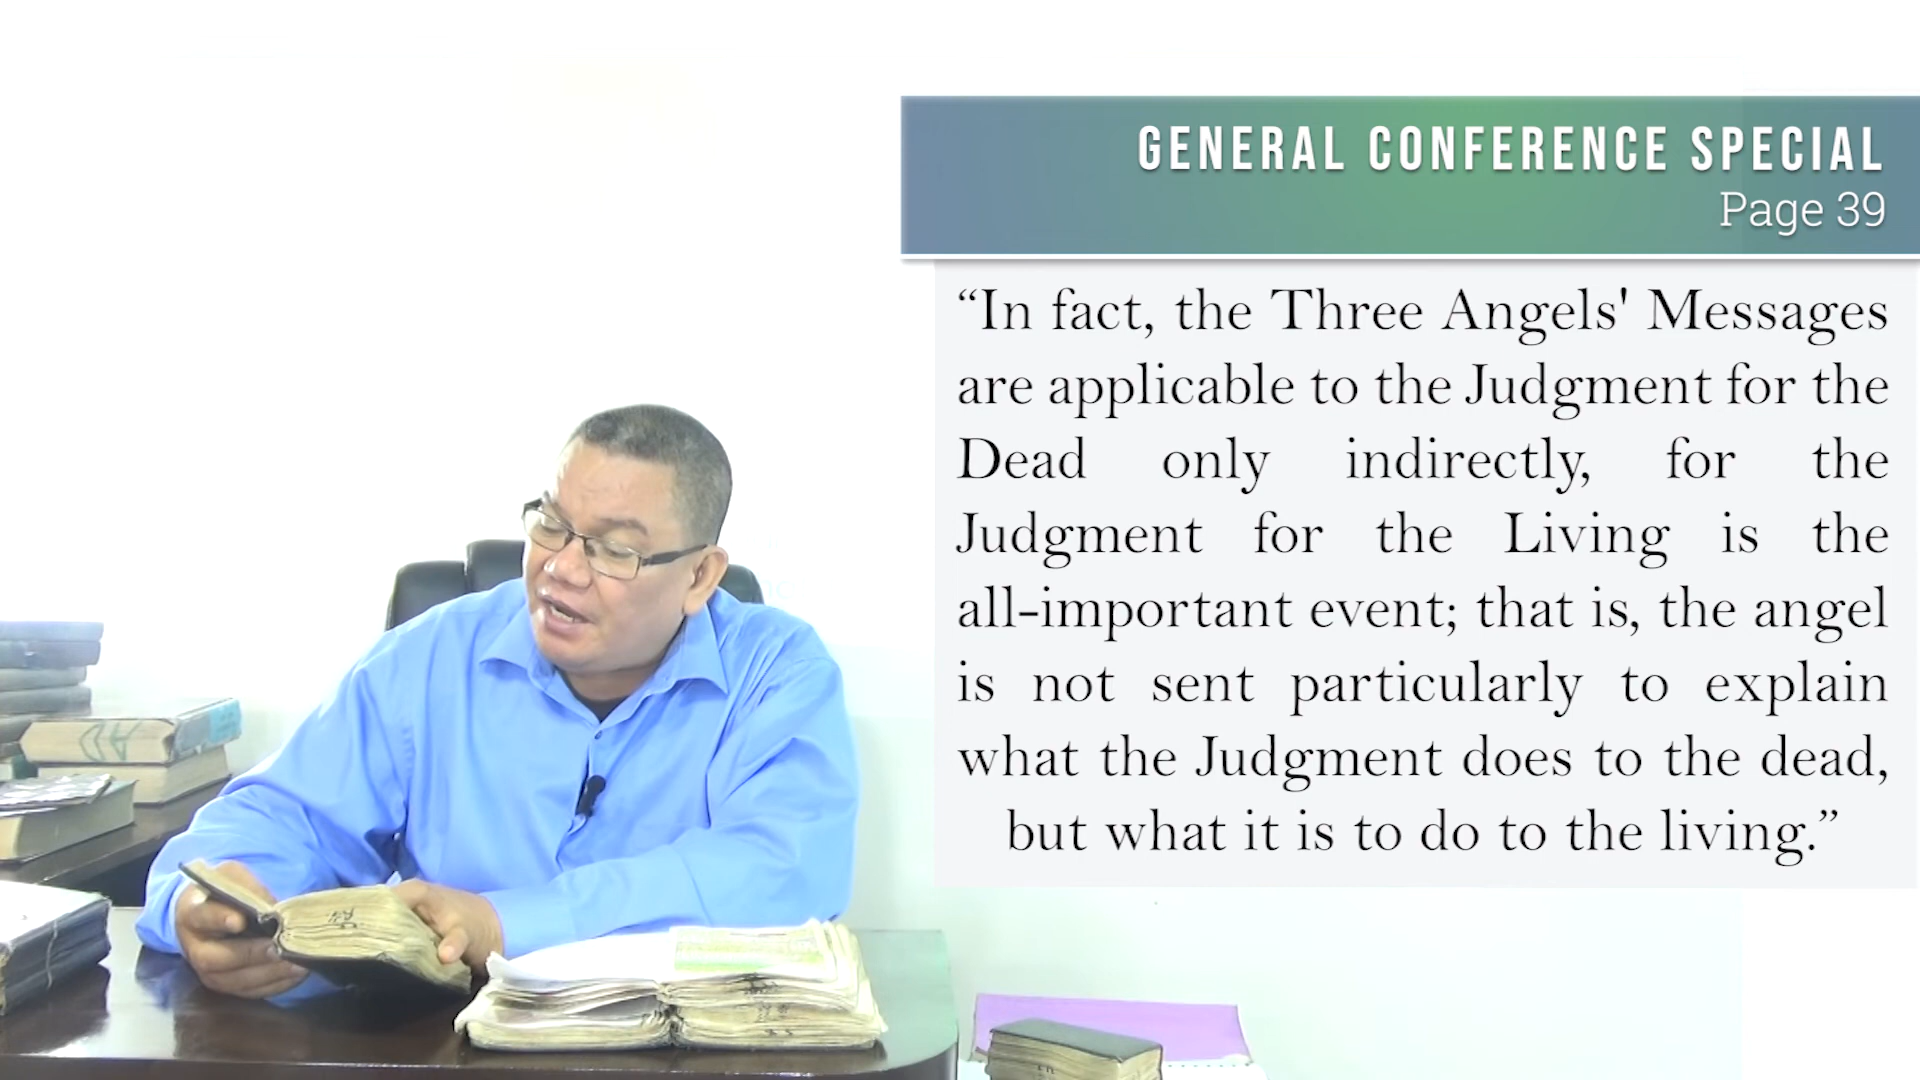 GENERAL CONFERENCE SPECIAL
Page 39
“In fact, the Three Angels' Messages
are applicable to the Judgment for the
Dead only indirectly, for the
Judgment for the Living is the
all-important event; that is, the angel
is not sent particularly to explain
what the Judgment does to the dead,
but what it is to do to the living.”